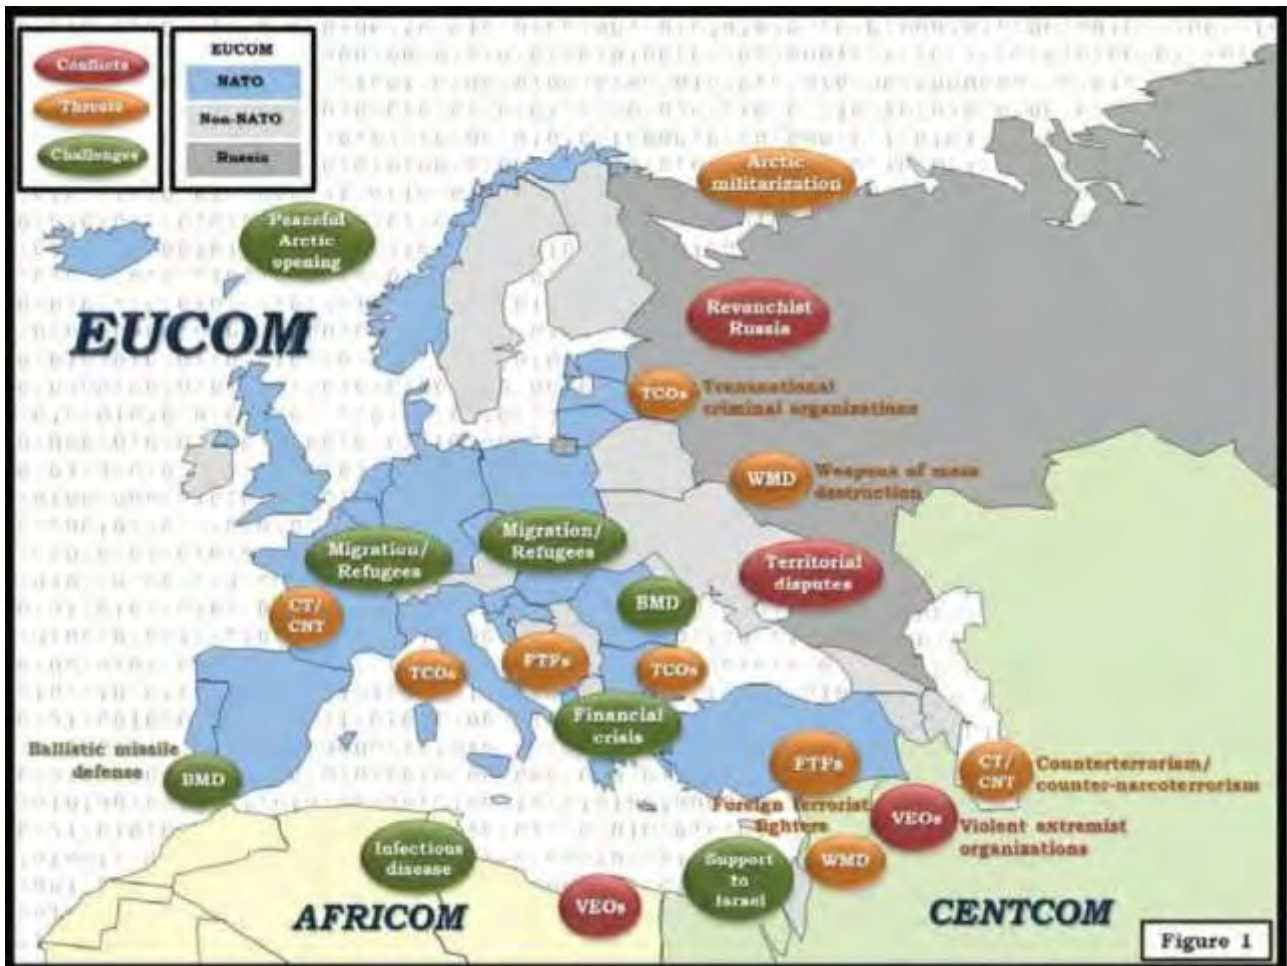 Conflicts
Threats
Challenges
EUCOM
NATO
Non-NATO
Russia
Arctic
militarization
Peaceful
Arctic
opening
EUCOM
Revanchist
Russia
TCOs
Transnational
criminal organizations
WMD
Weapons of mass
destruction
Migration/
Refugees
Migration/
Refugees
Territorial
disputes
CT/
CNT
BMD
TCOs
FTFs
TCOs
Financial
crisis
Ballistic missile
defense
BMD
FTFs
CT/
CNT
Counterterrorism/
counter-narcoterrorism
Foreign terrorist
fighters
VEOs
Violent extremist
organizations
Infectious
disease
Support
to
Israel
WMD
VEOs
AFRICOM
CENTCOM
Figure 1